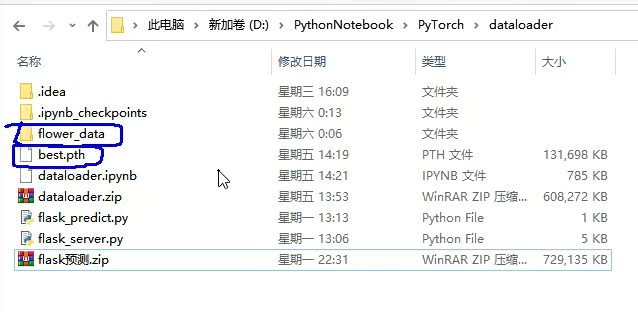 此电脑 > 新加卷 (D:) > PythonNotebook > PyTorch > dataloader
名称 修改日期 类型 大小
.idea 星期三 16:09 文件夹
.ipynb_checkpoints 星期六 0:13 文件夹
flower_data 星期六 0:06 文件夹
best.pth 星期五 14:19 PTH 文件 131,698 KB
dataloader.ipynb 星期五 14:21 IPYNB 文件 785 KB
dataloader.zip 星期五 13:53 WinRAR ZIP 压缩... 608,272 KB
flask_predict.py 星期一 13:13 Python File 1 KB
flask_server.py 星期一 13:06 Python File 5 KB
flask预测.zip 星期一 22:31 WinRAR ZIP 压缩... 729,135 KB